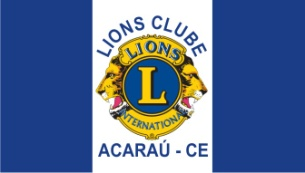 LIONS CLUBE
LIONS
L
INTERNATIONAL
ACARAÚ - CE